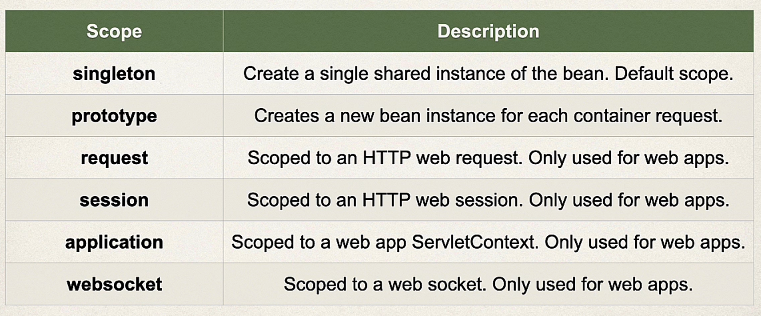 Scope Description
singleton Create a single shared instance of the bean. Default scope.
prototype Creates a new bean instance for each container request.
request Scoped to an HTTP web request. Only used for web apps.
session Scoped to an HTTP web session. Only used for web apps.
application Scoped to a web app ServletContext. Only used for web apps.
websocket Scoped to a web socket. Only used for web apps.